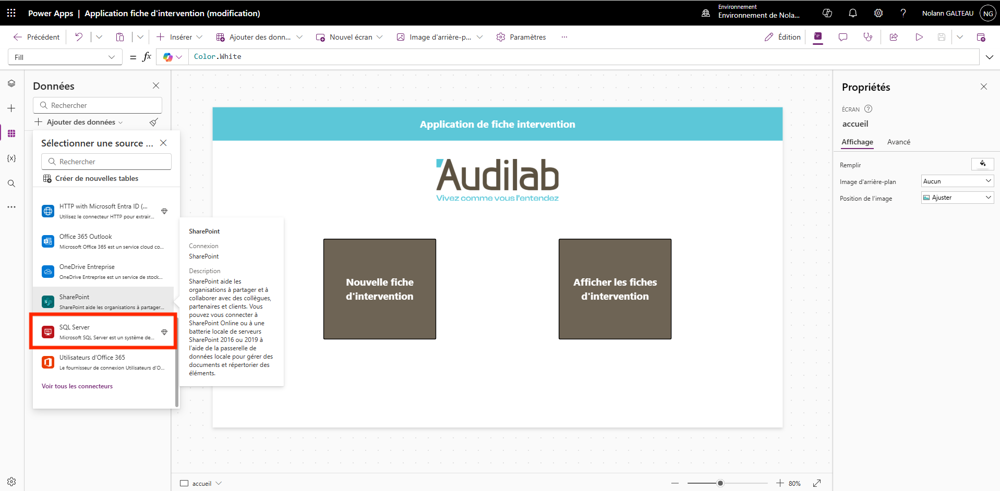 Power Apps | Application fiche d'intervention (modification)
Environnement
Environnement de Nola...
Nolann GALTEAU
NG
Précédent
Insérer
Ajouter des donn...
Nouvel écran
Image d'arrière-p...
Paramètres
...
Édition
Fill
= fx
Color.White
Données
Rechercher
Ajouter des données
Sélectionner une source ...
Rechercher
Créer de nouvelles tables
HTTP with Microsoft Entra ID (...
Utilisez le connecteur HTTP pour extrair...
Office 365 Outlook
Microsoft Office 365 est un service cloud co...
OneDrive Entreprise
OneDrive Entreprise est un service de stock...
SharePoint
SharePoint aide les organisations à partager...
SQL Server
Microsoft SQL Server est un système de...
Utilisateurs d'Office 365
Le fournisseur de connexion Utilisateurs d'O...
Voir tous les connecteurs
SharePoint
Connexion
SharePoint
Description
SharePoint aide les
organisations à partager et à
collaborer avec des collègues,
partenaires et clients. Vous
pouvez vous connecter à
SharePoint Online ou à une
batterie locale de serveurs
SharePoint 2016 ou 2019 à
l'aide de la passerelle de
données locale pour gérer des
documents et répertorier des
éléments.
Application de fiche intervention
Audilab
Vivez comme vous l'entendez
Nouvelle fiche
d'intervention
Afficher les fiches
d'intervention
Propriétés
ÉCRAN
accueil
Affichage
Avancé
Remplir
Image d'arrière-plan
Aucun
Position de l'image
Ajuster
accueil
80%